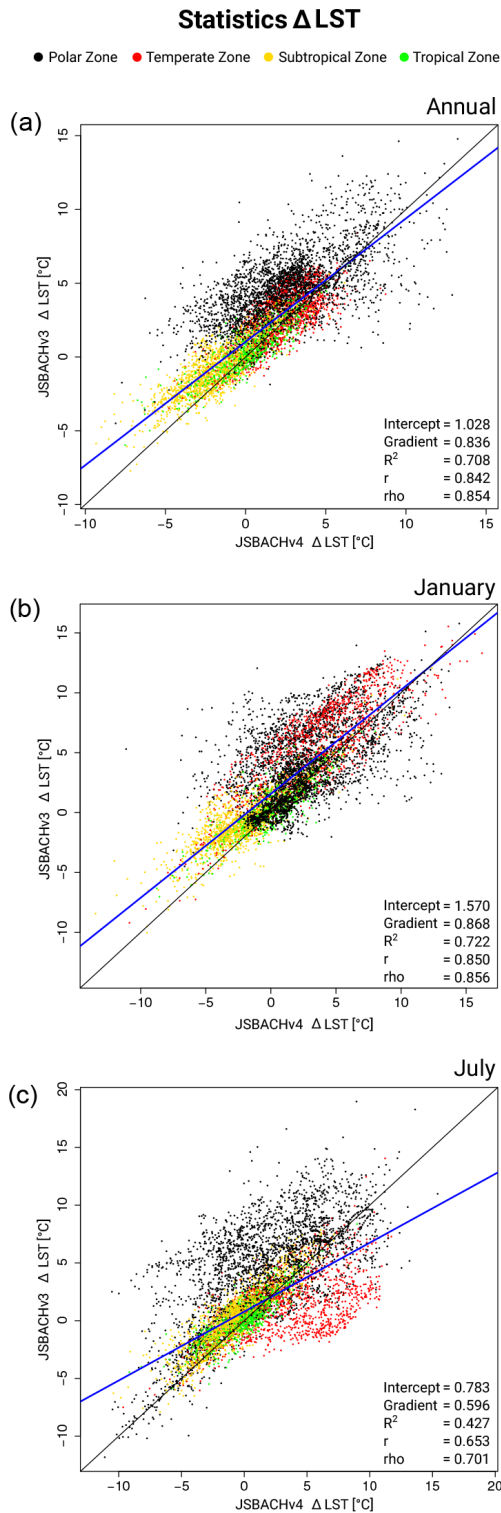 Statistics Δ LST
Polar Zone Temperate Zone Subtropical Zone Tropical Zone
(a)
Annual
15
10
5
0
−5
−10
JSBACHv3 Δ LST [°C]
Intercept = 1.028
Gradient = 0.836
R² = 0.708
r = 0.842
rho = 0.854
−10 −5 0 5 10 15
JSBACHv4 Δ LST [°C]
(b)
January
15
10
5
0
−5
−10
JSBACHv3 Δ LST [°C]
Intercept = 1.570
Gradient = 0.868
R² = 0.722
r = 0.850
rho = 0.856
−10 −5 0 5 10 15
JSBACHv4 Δ LST [°C]
(c)
July
20
15
10
5
0
−5
−10
JSBACHv3 Δ LST [°C]
Intercept = 0.783
Gradient = 0.596
R² = 0.427
r = 0.653
rho = 0.701
−10 −5 0 5 10 15 20
JSBACHv4 Δ LST [°C]